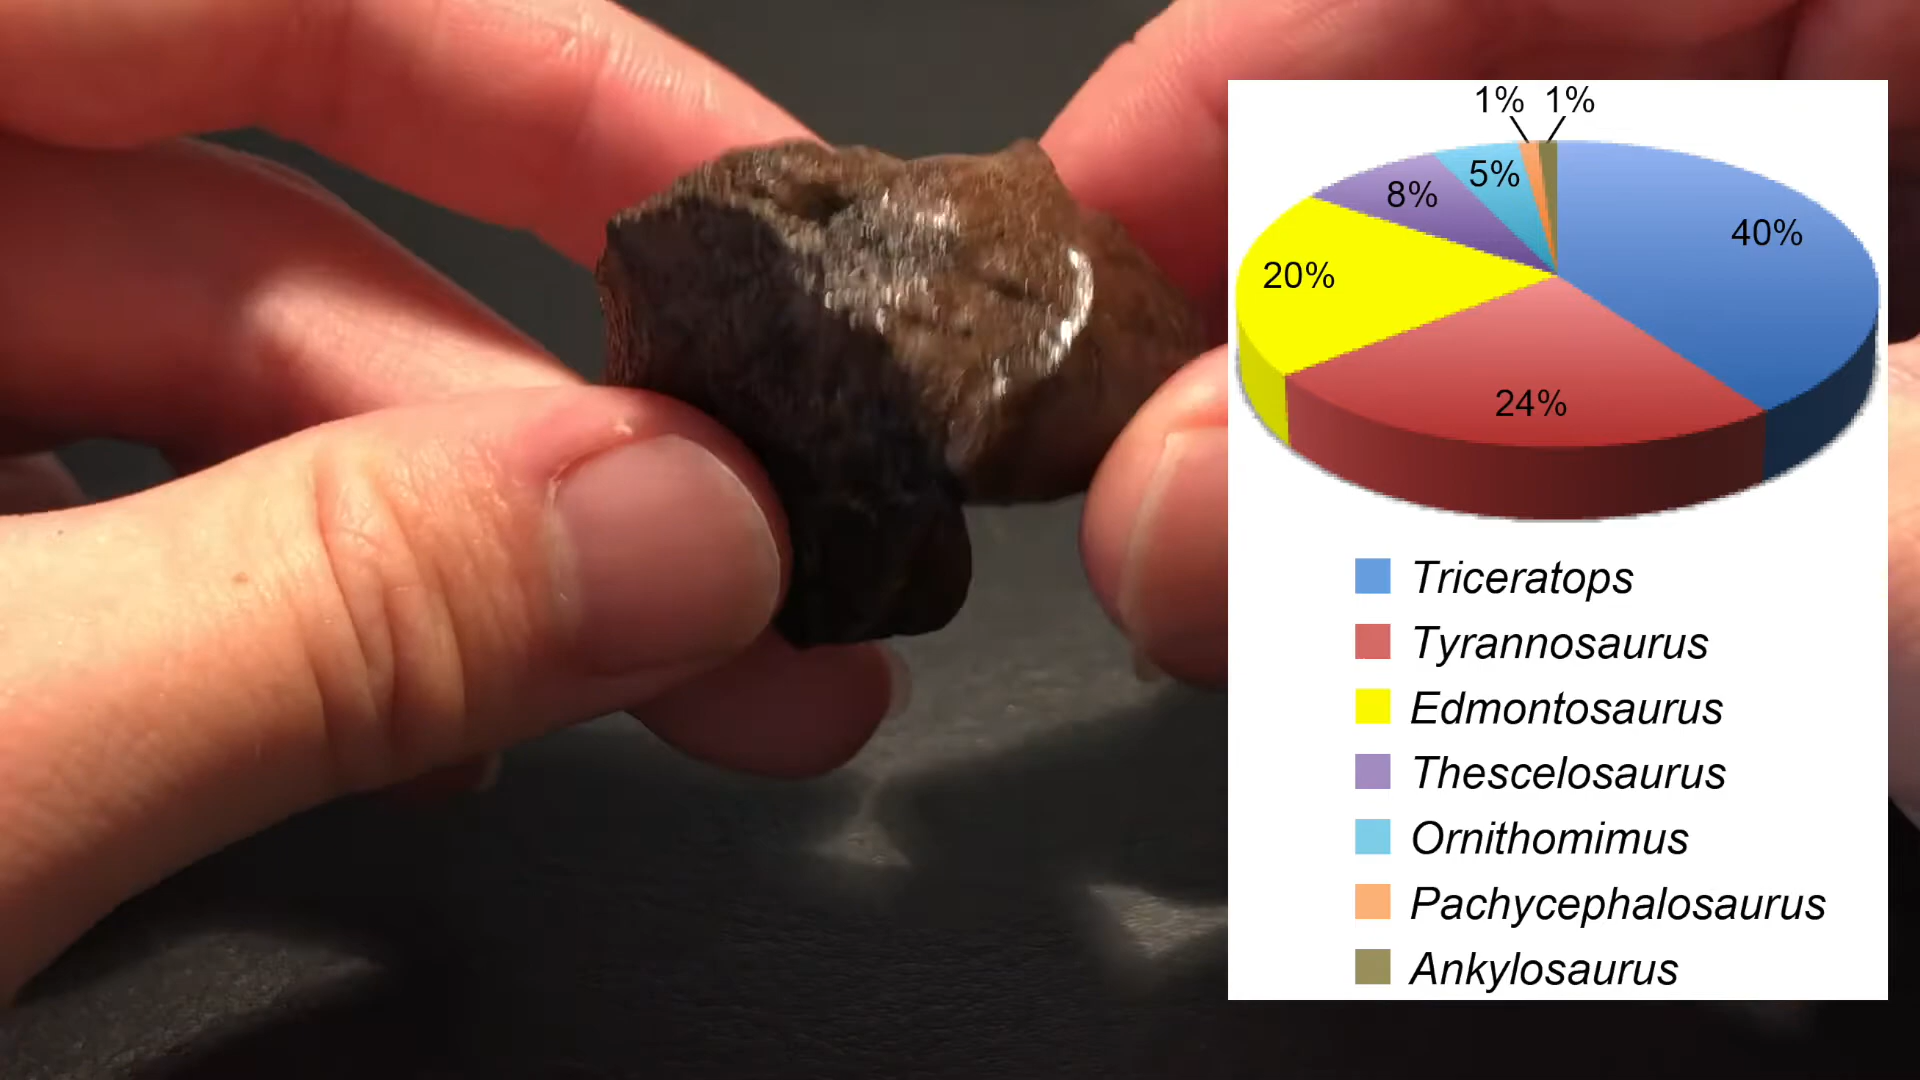 1% 1%
5%
8%
40%
20%
24%
Triceratops
Tyrannosaurus
Edmontosaurus
Thescelosaurus
Ornithomimus
Pachycephalosaurus
Ankylosaurus